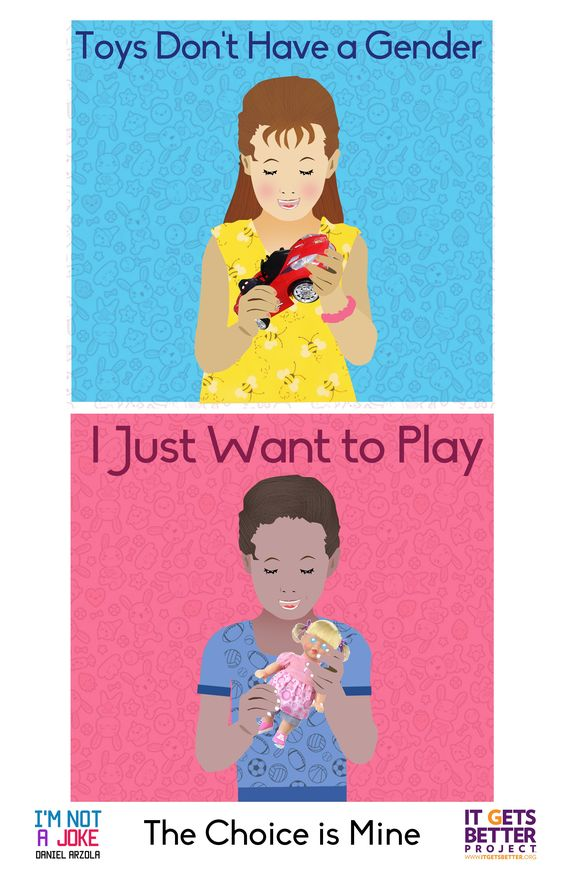 Toys Don't Have a Gender
I Just Want to Play
I'M NOT
A JOKE
DANIEL ARZOLA
The Choice is Mine
IT GETS
BETTER
PROJECT
WWW.ITGETSBETTER.ORG